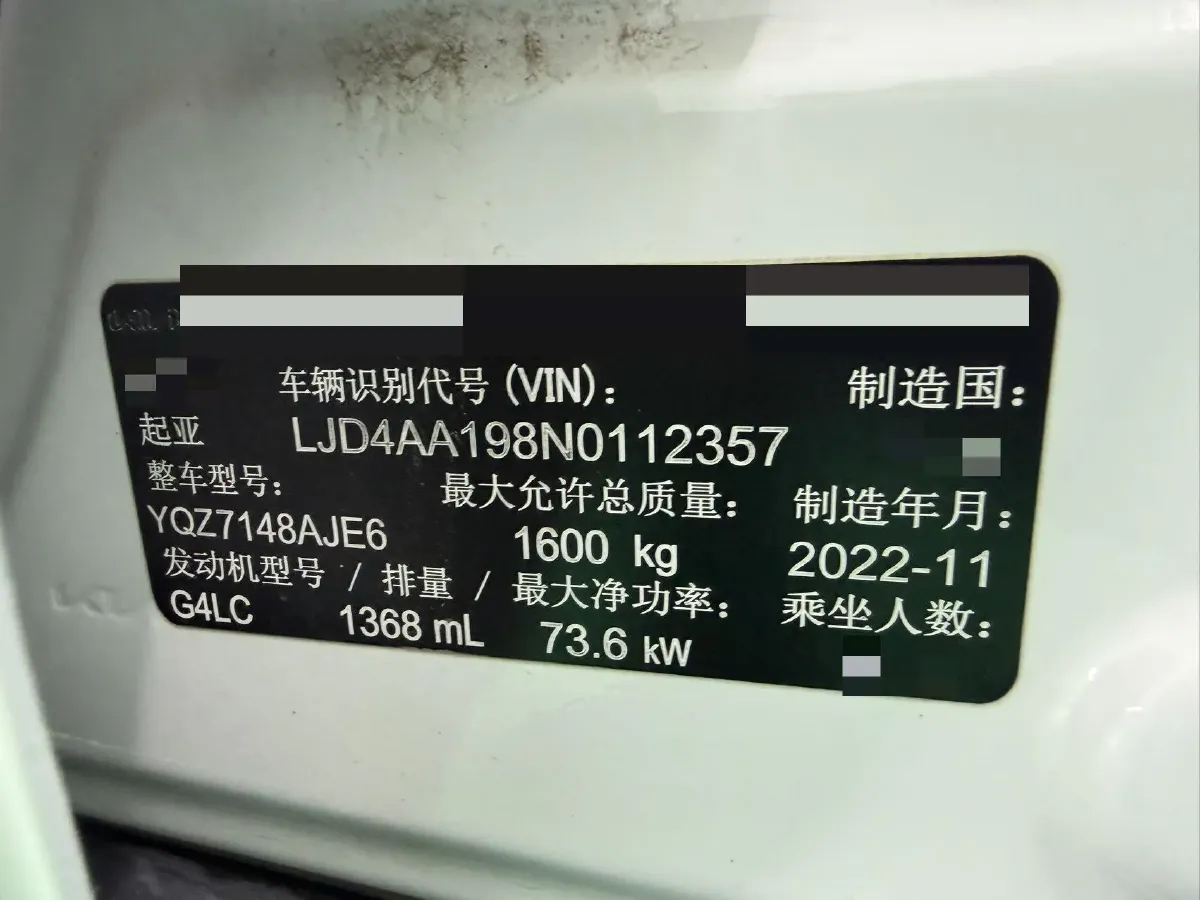 车辆识别代号 (VIN)： 制造国：
起亚 LJD4AA198N0112357
整车型号： 最大允许总质量： 制造年月：
YQZ7148AJE6 1600 kg 2022-11
发动机型号 / 排量 / 最大净功率： 乘坐人数：
G4LC 1368 mL 73.6 kW